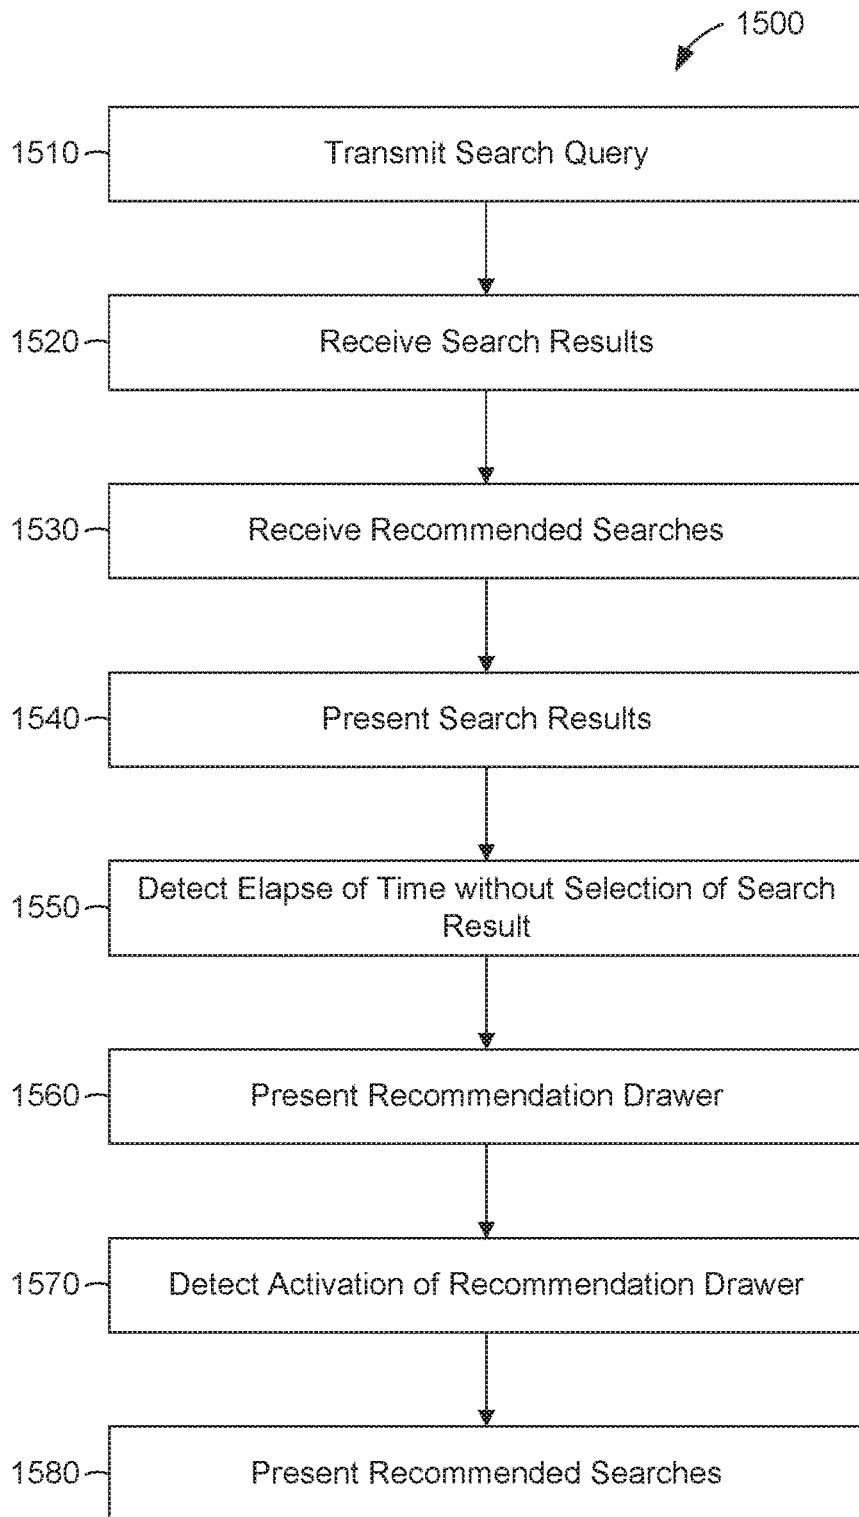 1500
1510
Transmit Search Query
1520
Receive Search Results
1530
Receive Recommended Searches
1540
Present Search Results
1550
Detect Elapse of Time without Selection of Search
Result
1560
Present Recommendation Drawer
1570
Detect Activation of Recommendation Drawer
1580
Present Recommended Searches